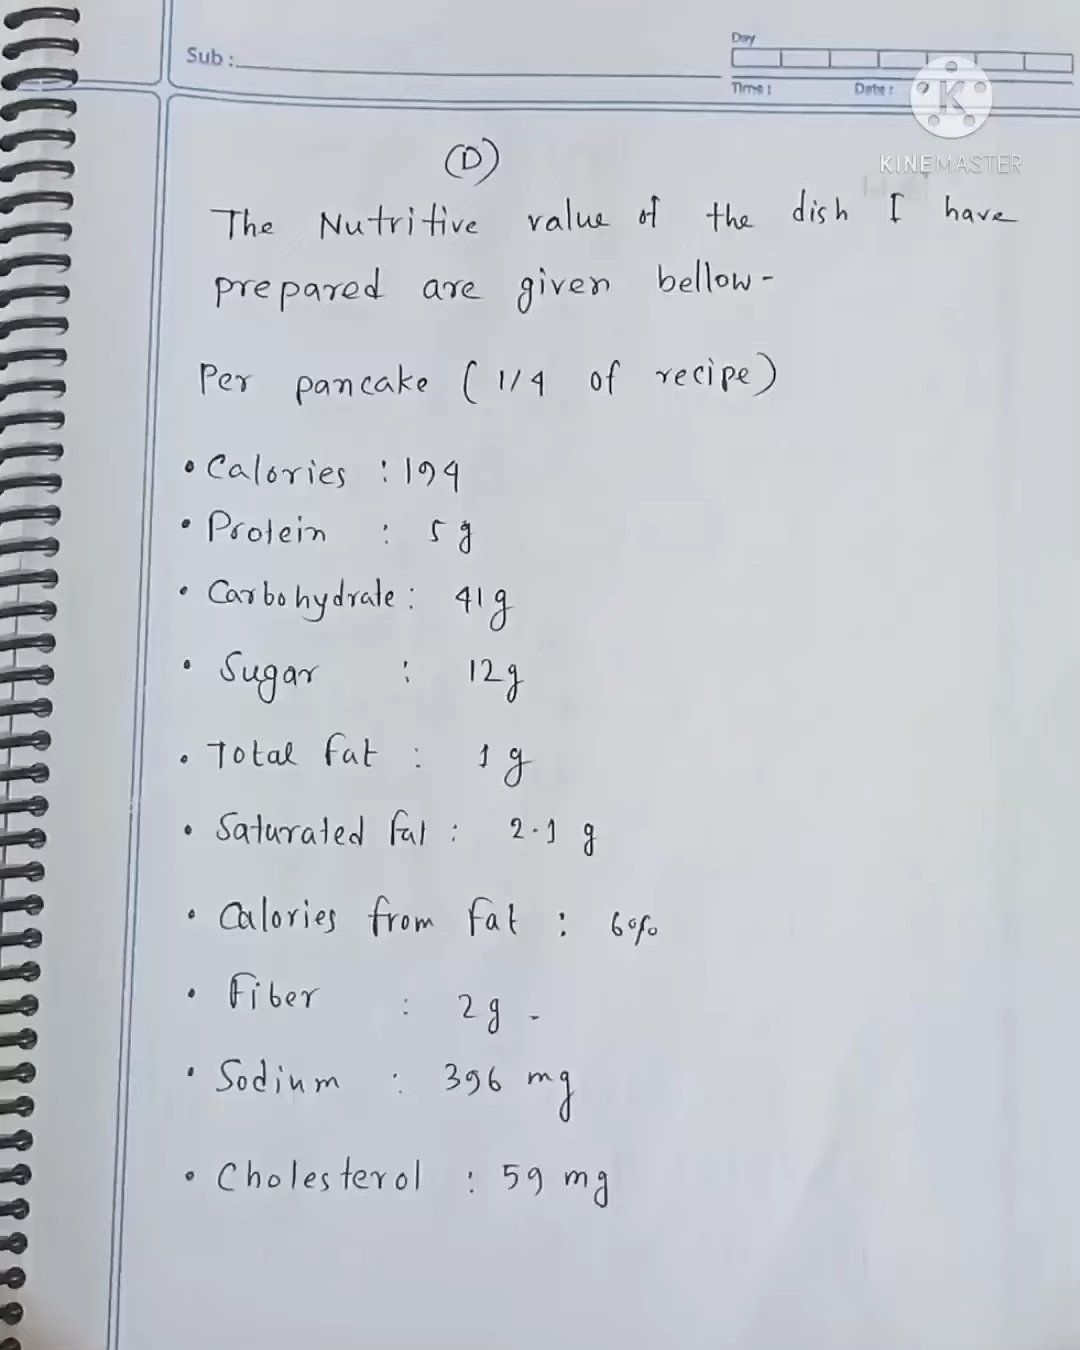 Day
Sub :
Time :
Date :
K
KINEMASTER
(D)
The Nutritive value of the dish I have
prepared are given bellow-
Per pancake (1/4 of recipe)
• Calories : 194
• Protein : 5 g
• Carbohydrate : 41g
• Sugar : 12g
• Total fat : 1 g
• Saturated fat : 2.1 g
• Calories from fat : 6%
• Fiber : 2g -
• Sodium : 396 mg
• Cholesterol : 59 mg